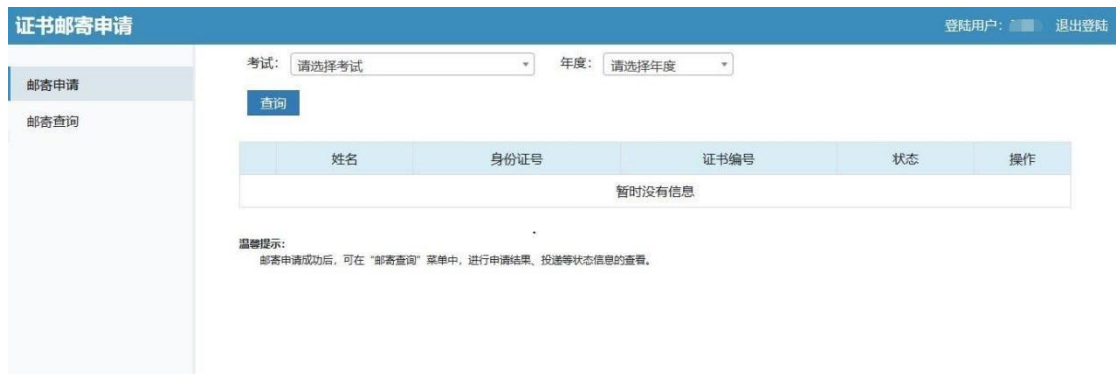 证书邮寄申请
登陆用户： 退出登陆
邮寄申请
邮寄查询
考试： 请选择考试 年度： 请选择年度
查询
姓名 身份证号 证书编号 状态 操作
暂时没有信息
温馨提示：
邮寄申请成功后，可在“邮寄查询”菜单中，进行申请结果、投递等状态信息的查看。